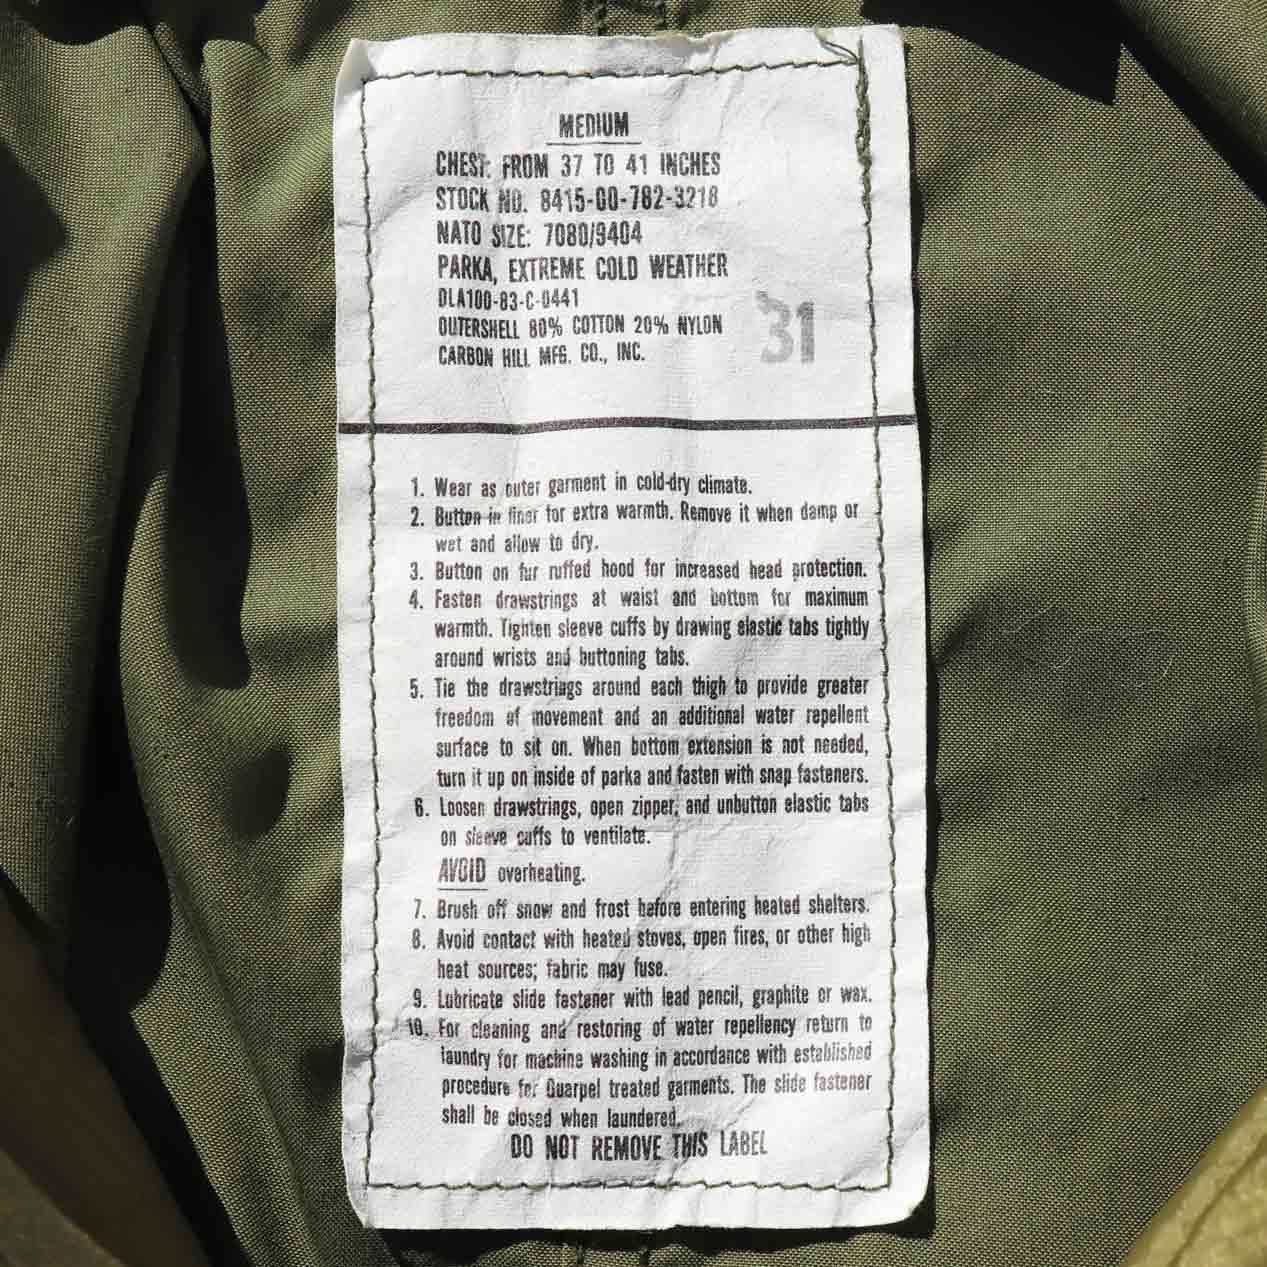 MEDIUM
CHEST: FROM 37 TO 41 INCHES
STOCK NO. 8415-00-782-3218
NATO SIZE: 7080/9404
PARKA, EXTREME COLD WEATHER
DLA100-83-C-0441
OUTERSHELL 80% COTTON 20% NYLON
CARBON HILL MFG. CO., INC.
31
1. Wear as outer garment in cold-dry climate.
2. Button in liner for extra warmth. Remove it when damp or
wet and allow to dry.
3. Button on fur ruffed hood for increased head protection.
4. Fasten drawstrings at waist and bottom for maximum
warmth. Tighten sleeve cuffs by drawing elastic tabs tightly
around wrists and buttoning tabs.
5. Tie the drawstrings around each thigh to provide greater
freedom of movement and an additional water repellent
surface to sit on. When bottom extension is not needed,
turn it up on inside of parka and fasten with snap fasteners.
6. Loosen drawstrings, open zipper, and unbutton elastic tabs
on sleeve cuffs to ventilate.
AVOID overheating.
7. Brush off snow and frost before entering heated shelters.
8. Avoid contact with heated stoves, open fires, or other high
heat sources; fabric may fuse.
9. Lubricate slide fastener with lead pencil, graphite or wax.
10. For cleaning and restoring of water repellency return to
laundry for machine washing in accordance with established
procedure for Quarpel treated garments. The slide fastener
shall be closed when laundered.
DO NOT REMOVE THIS LABEL